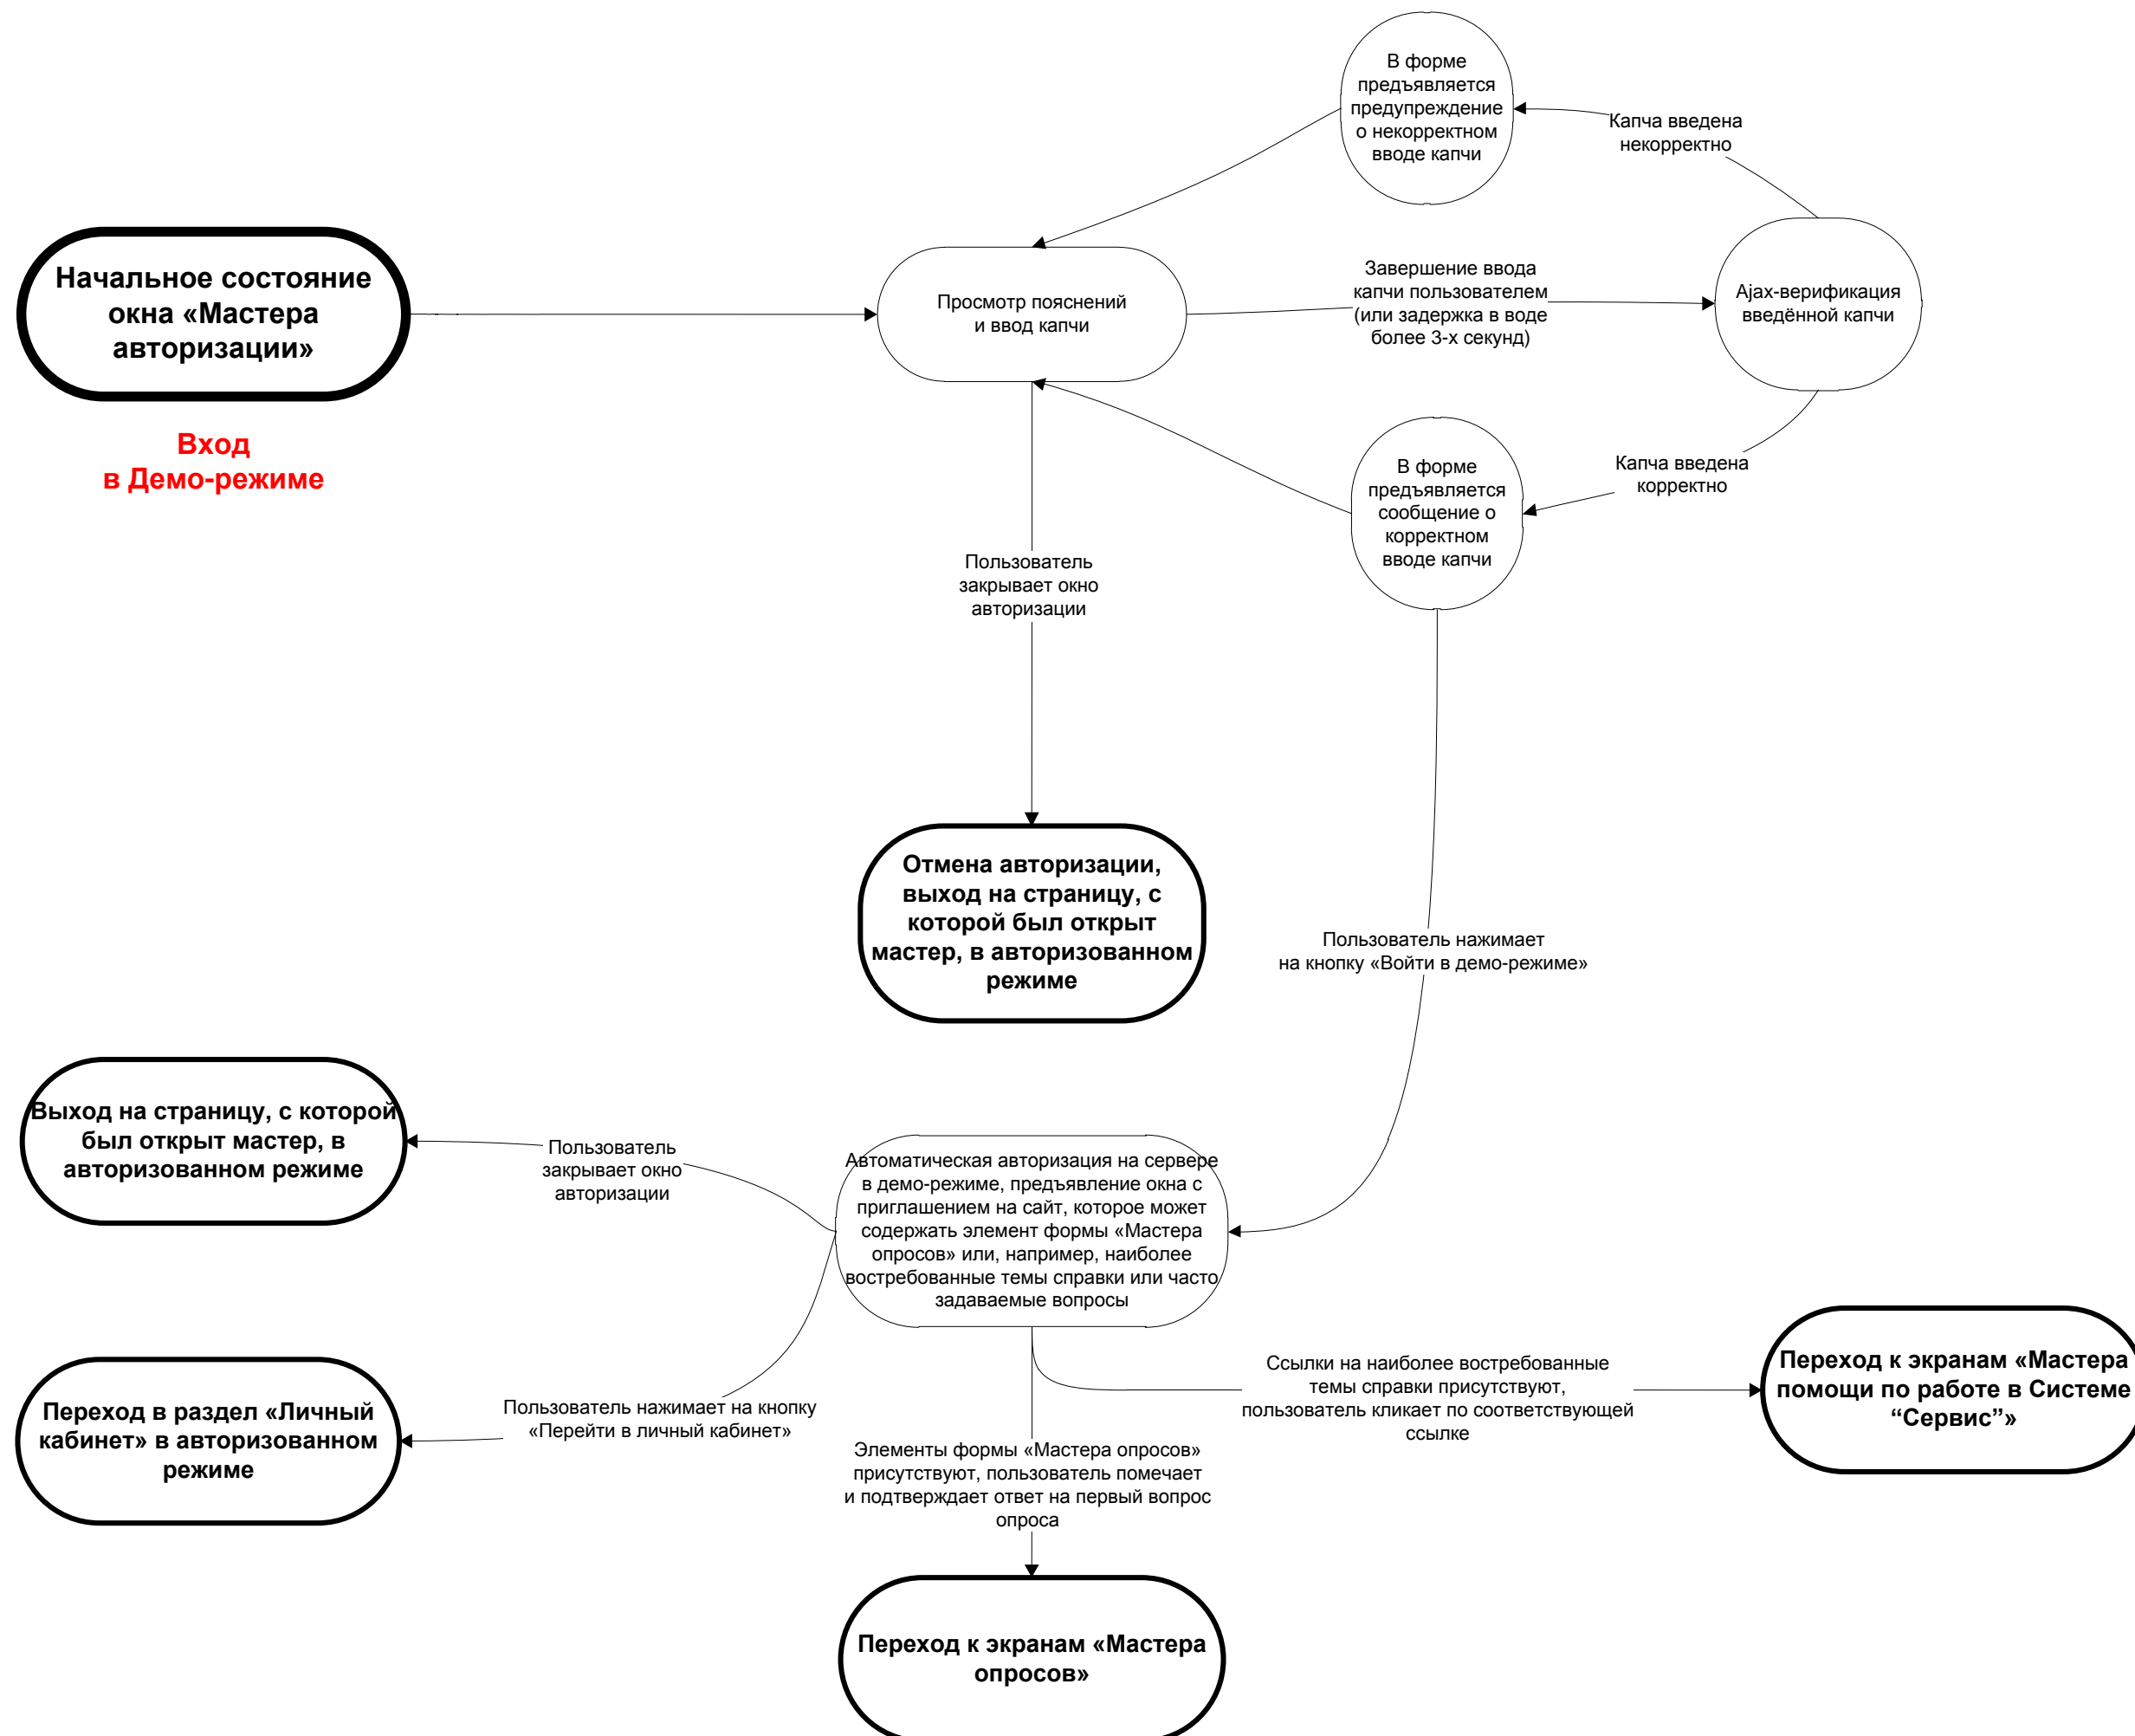 В форме
предъявляется
предупреждение
о некорректном
вводе капчи
Капча введена
некорректно
Начальное состояние
окна «Мастера
авторизации»
Просмотр пояснений
и ввод капчи
Завершение ввода
капчи пользователем
(или задержка в воде
более 3-х секунд)
Ajax-верификация
введённой капчи
Вход
в Демо-режиме
В форме
предъявляется
сообщение о
корректном
вводе капчи
Капча введена
корректно
Пользователь
закрывает окно
авторизации
Отмена авторизации,
выход на страницу, с
которой был открыт
мастер, в авторизованном
режиме
Пользователь нажимает
на кнопку «Войти в демо-режиме»
Выход на страницу, с которой
был открыт мастер, в
авторизованном режиме
Пользователь
закрывает окно
авторизации
Автоматическая авторизация на сервере
в демо-режиме, предъявление окна с
приглашением на сайт, которое может
содержать элемент формы «Мастера
опросов» или, например, наиболее
востребованные темы справки или часто
задаваемые вопросы
Переход в раздел «Личный
кабинет» в авторизованном
режиме
Пользователь нажимает на кнопку
«Перейти в личный кабинет»
Ссылки на наиболее востребованные
темы справки присутствуют,
пользователь кликает по соответствующей
ссылке
Переход к экранам «Мастера
помощи по работе в Системе
“Сервис”»
Элементы формы «Мастера опросов»
присутствуют, пользователь помечает
и подтверждает ответ на первый вопрос
опроса
Переход к экранам «Мастера
опросов»